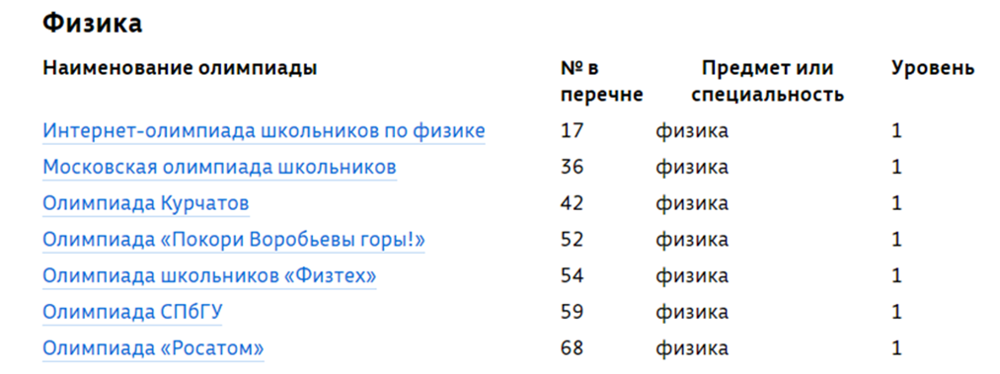 Физика
Наименование олимпиады № в перечне Предмет или специальность Уровень
Интернет-олимпиада школьников по физике 17 физика 1
Московская олимпиада школьников 36 физика 1
Олимпиада Курчатов 42 физика 1
Олимпиада «Покори Воробьевы горы!» 52 физика 1
Олимпиада школьников «Физтех» 54 физика 1
Олимпиада СПбГУ 59 физика 1
Олимпиада «Росатом» 68 физика 1